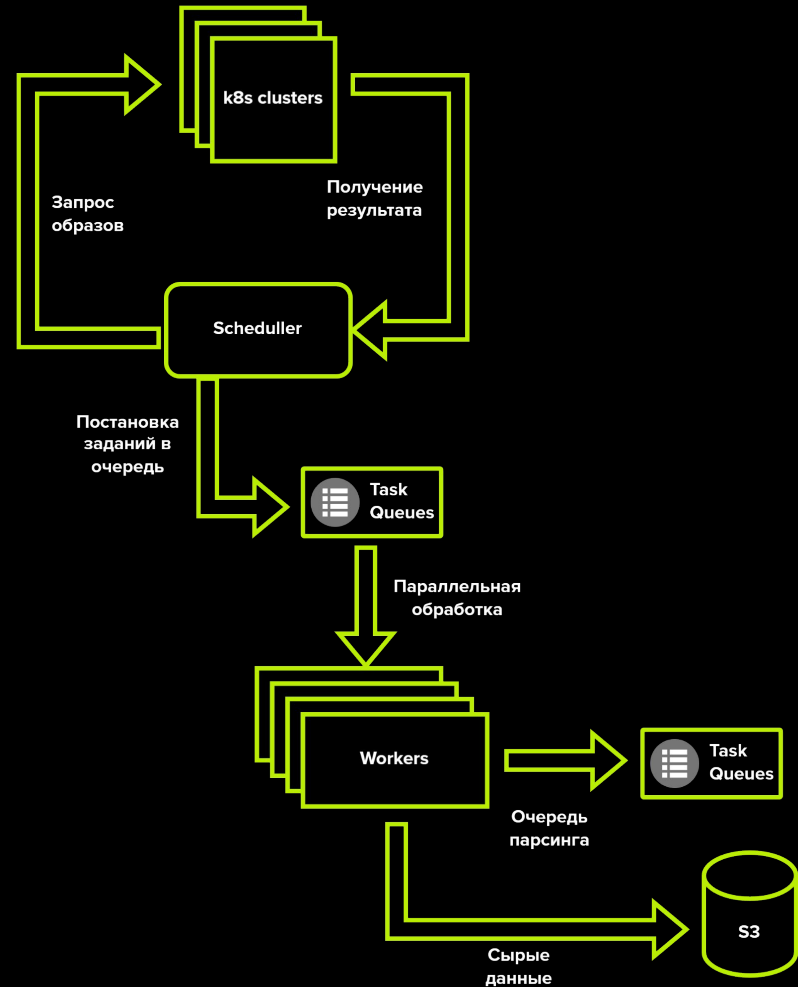 k8s clusters
Запрос
образов
Получение
результата
Scheduller
Постановка
заданий в
очередь
Task
Queues
Параллельная
обработка
Workers
Task
Queues
Очередь
парсинга
S3
Сырые
данные